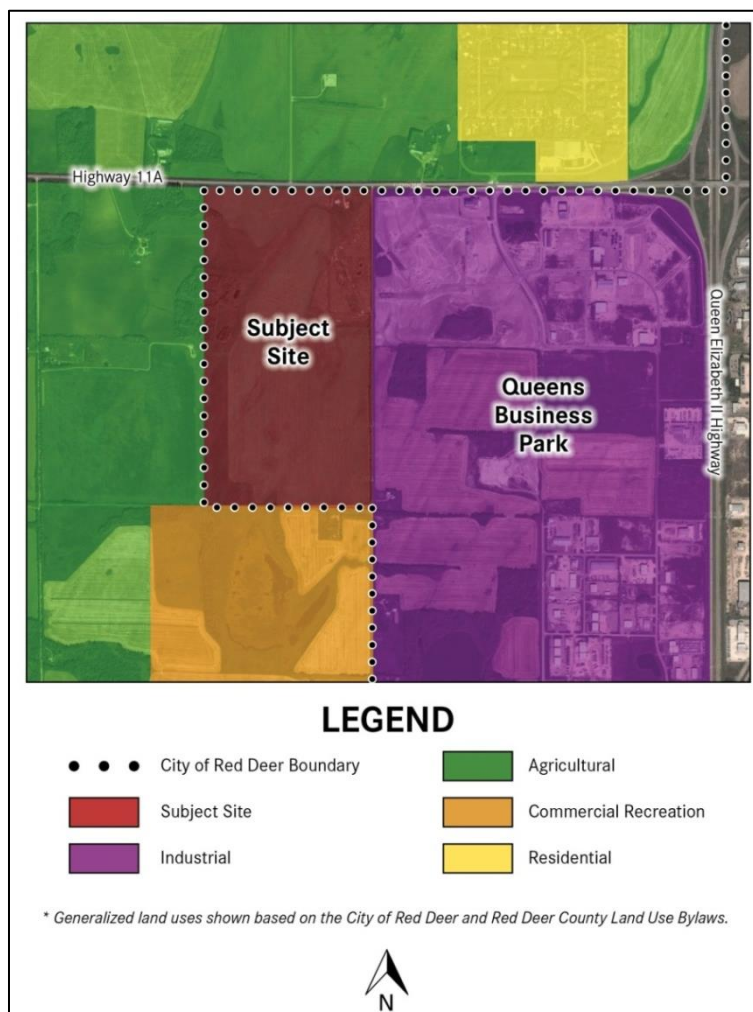 Highway 11A
Subject
Site
Queens
Business
Park
Queen Elizabeth II Highway
LEGEND
City of Red Deer Boundary
Agricultural
Subject Site
Commercial Recreation
Industrial
Residential
* Generalized land uses shown based on the City of Red Deer and Red Deer County Land Use Bylaws.
N